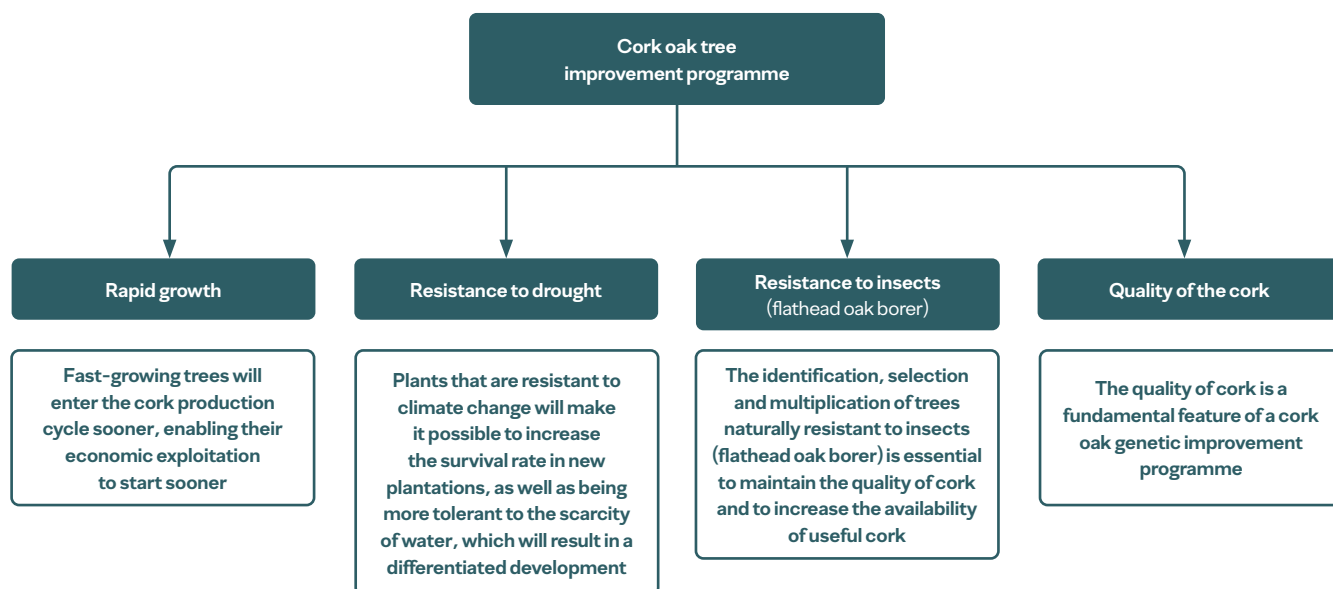 Cork oak tree
improvement programme
Rapid growth
Fast-growing trees will
enter the cork production
cycle sooner, enabling their
economic exploitation
to start sooner
Resistance to drought
Plants that are resistant to
climate change will make
it possible to increase
the survival rate in new
plantations, as well as being
more tolerant to the scarcity
of water, which will result in a
differentiated development
Resistance to insects
(flathead oak borer)
The identification, selection
and multiplication of trees
naturally resistant to insects
(flathead oak borer) is essential
to maintain the quality of cork
and to increase the availability
of useful cork
Quality of the cork
The quality of cork is a
fundamental feature of a cork
oak genetic improvement
programme